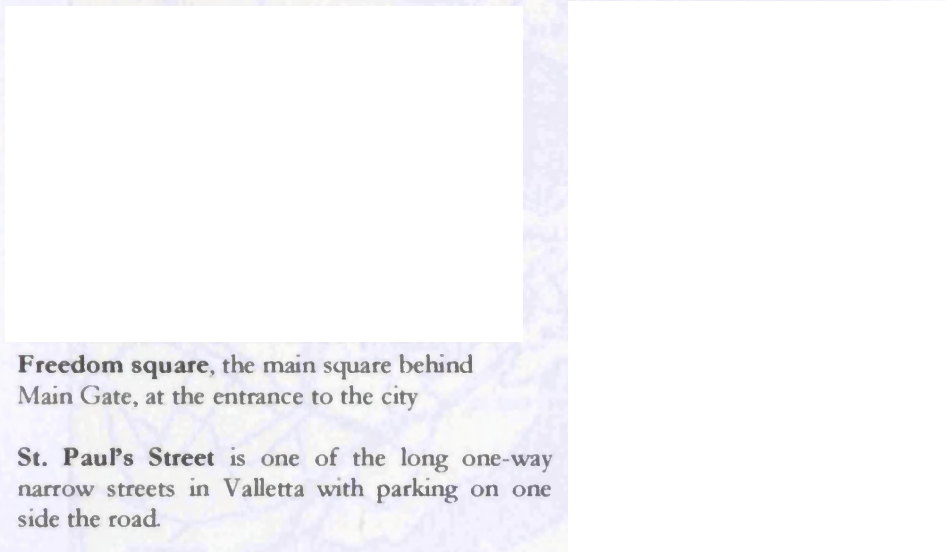 Freedom square, the main square behind
Main Gate, at the entrance to the city
St. Paul's Street is one of the long one-way
narrow streets in Valletta with parking on one
side the road.